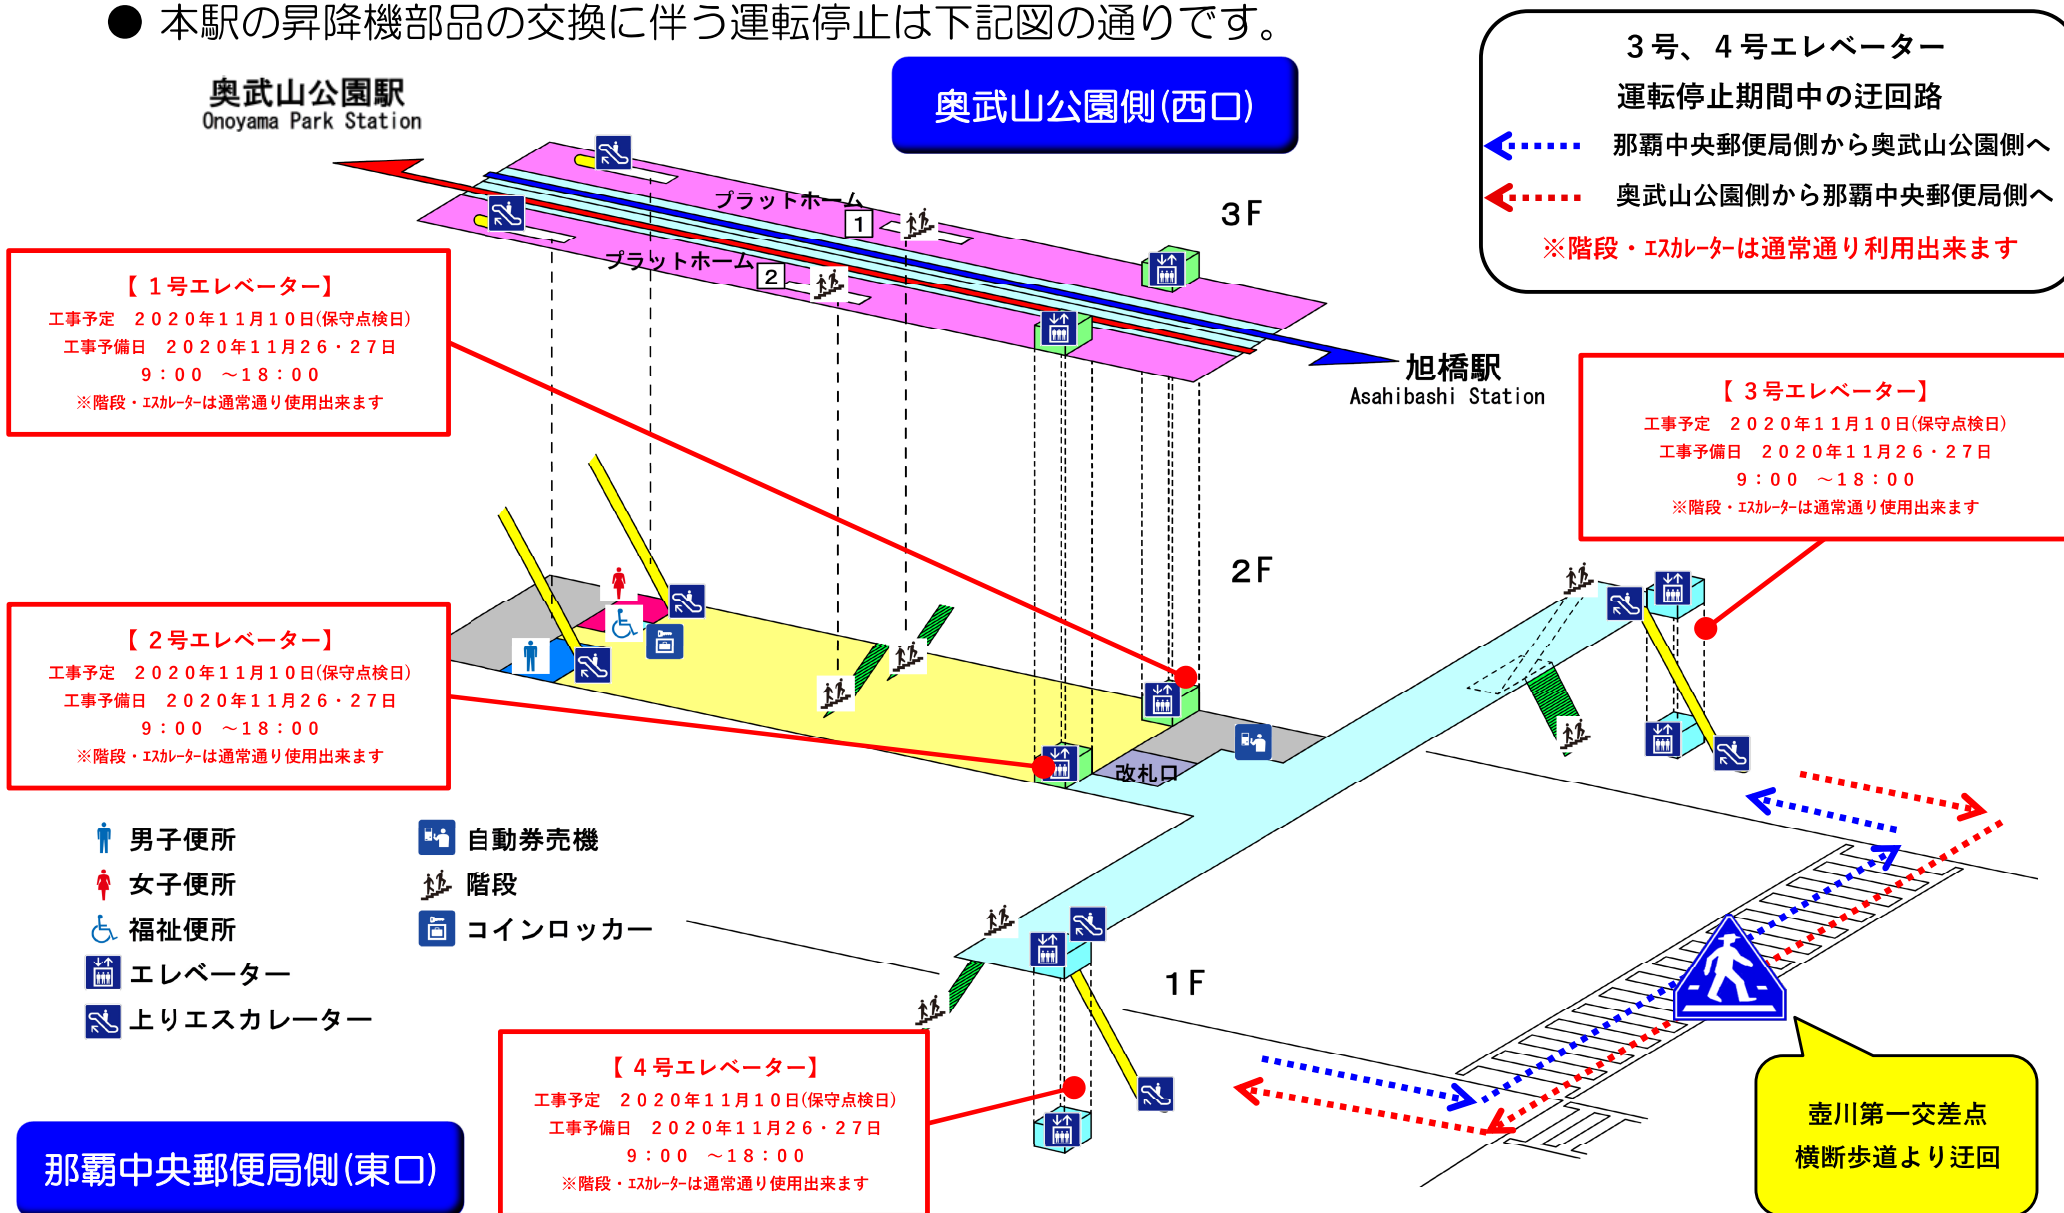 ● 本駅の昇降機部品の交換に伴う運転停止は下記図の通りです。
奥武山公園駅
Onoyama Park Station
奥武山公園側(西口)
３号、４号エレベーター
運転停止期間中の迂回路
那覇中央郵便局側から奥武山公園側へ
奥武山公園側から那覇中央郵便局側へ
※階段・ｴｽｶﾚｰﾀｰは通常通り利用出来ます
プラットホーム
1
3F
プラットホーム
2
【 １号エレベーター】
工事予定　２０２０年１１月１０日(保守点検日)
工事予備日　２０２０年１１月２６・２７日
９：００　～１８：００
※階段・ｴｽｶﾚｰﾀｰは通常通り使用出来ます
旭橋駅
Asahibashi Station
【 ３号エレベーター】
工事予定　２０２０年１１月１０日(保守点検日)
工事予備日　２０２０年１１月２６・２７日
９：００　～１８：００
※階段・ｴｽｶﾚｰﾀｰは通常通り使用出来ます
2F
【 ２号エレベーター】
工事予定　２０２０年１１月１０日(保守点検日)
工事予備日　２０２０年１１月２６・２７日
９：００　～１８：００
※階段・ｴｽｶﾚｰﾀｰは通常通り使用出来ます
改札口
男子便所
女子便所
福祉便所
エレベーター
上りエスカレーター
自動券売機
階段
コインロッカー
1F
【 ４号エレベーター】
工事予定　２０２０年１１月１０日(保守点検日)
工事予備日　２０２０年１１月２６・２７日
９：００　～１８：００
※階段・ｴｽｶﾚｰﾀｰは通常通り使用出来ます
那覇中央郵便局側(東口)
壺川第一交差点
横断歩道より迂回